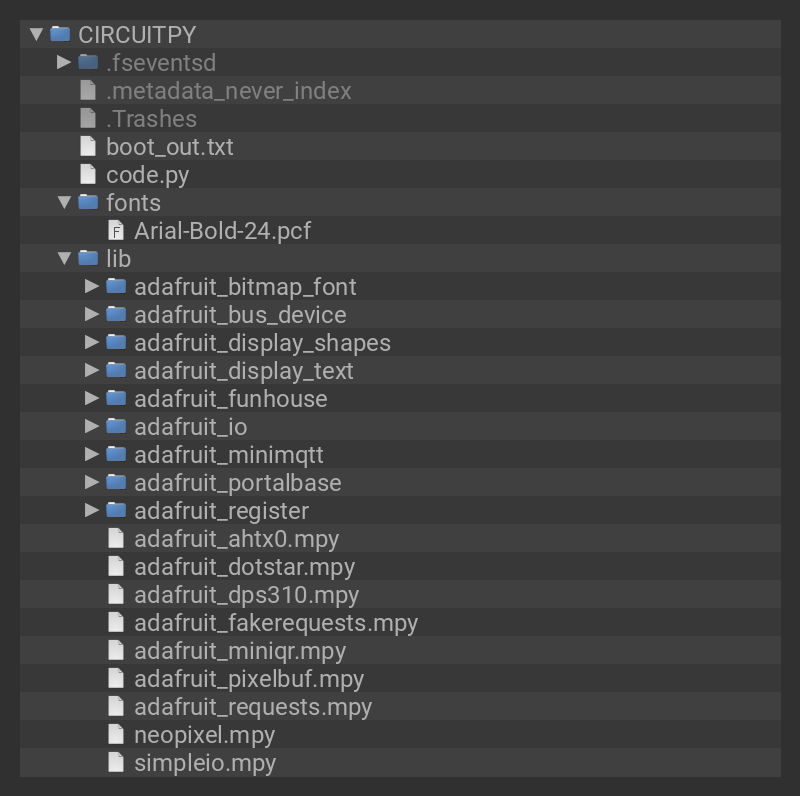 CIRCUITPY
.fseventsd
.metadata_never_index
.Trashes
boot_out.txt
code.py
fonts
F Arial-Bold-24.pcf
lib
adafruit_bitmap_font
adafruit_bus_device
adafruit_display_shapes
adafruit_display_text
adafruit_funhouse
adafruit_io
adafruit_minimqtt
adafruit_portalbase
adafruit_register
adafruit_ahtx0.mpy
adafruit_dotstar.mpy
adafruit_dps310.mpy
adafruit_fakerequests.mpy
adafruit_miniqr.mpy
adafruit_pixelbuf.mpy
adafruit_requests.mpy
neopixel.mpy
simpleio.mpy